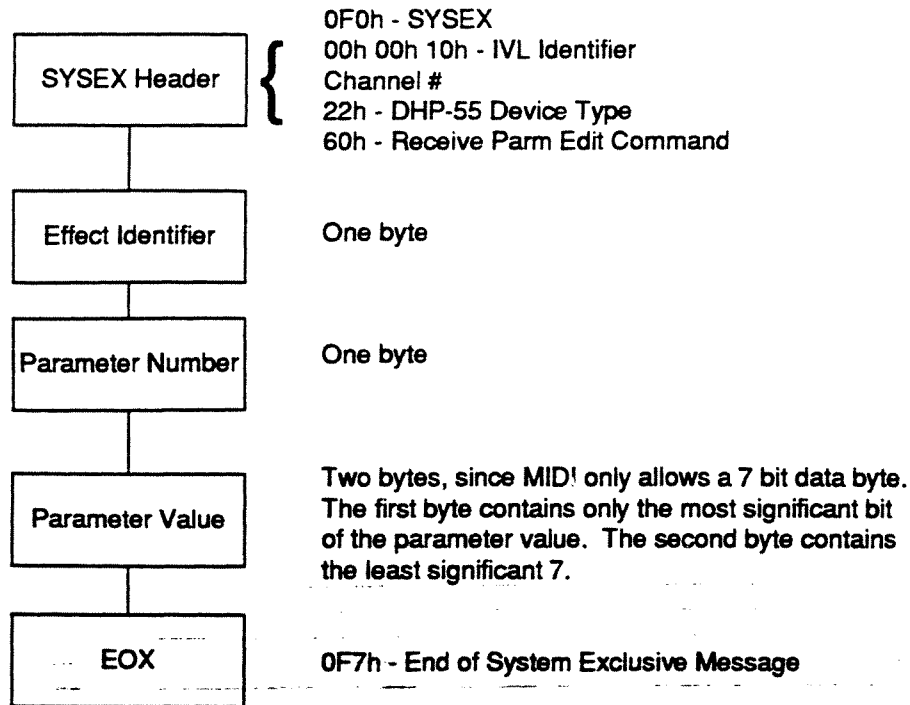 0F0h - SYSEX
00h 00h 10h - IVL Identifier
SYSEX Header
Channel #
22h - DHP-55 Device Type
60h - Receive Parm Edit Command
Effect Identifier
One byte
Parameter Number
One byte
Parameter Value
Two bytes, since MIDI only allows a 7 bit data byte.
The first byte contains only the most significant bit
of the parameter value. The second byte contains
the least significant 7.
EOX
0F7h - End of System Exclusive Message